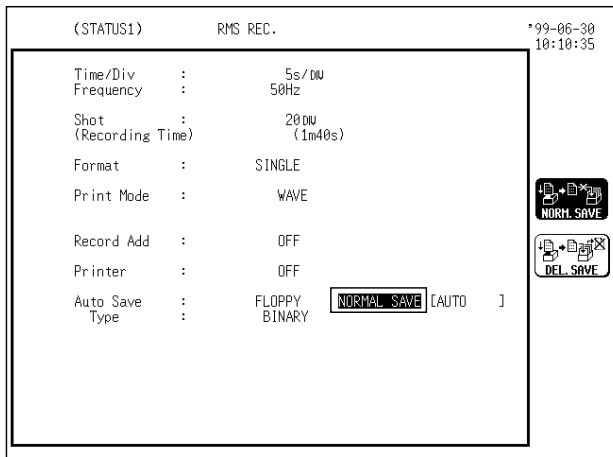 (STATUS1) RMS REC. '99-06-30
10:10:35
Time/Div : 5s/DIV
Frequency : 50Hz
Shot : 20DIV
(Recording Time) (1m40s)
Format : SINGLE
Print Mode : WAVE
NORM. SAVE
Record Add : OFF
DEL. SAVE
Printer : OFF
Auto Save : FLOPPY NORMAL SAVE [AUTO ]
Type : BINARY